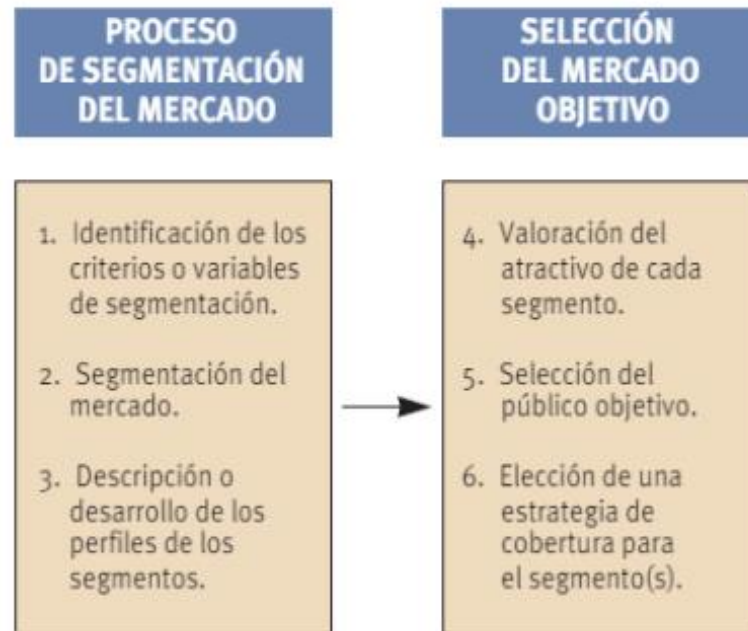 PROCESO
DE SEGMENTACIÓN
DEL MERCADO
1. Identificación de los
criterios o variables
de segmentación.
2. Segmentación del
mercado.
3. Descripción o
desarrollo de los
perfiles de los
segmentos.
SELECCIÓN
DEL MERCADO
OBJETIVO
4. Valoración del
atractivo de cada
segmento.
5. Selección del
público objetivo.
6. Elección de una
estrategia de
cobertura para
el segmento(s).